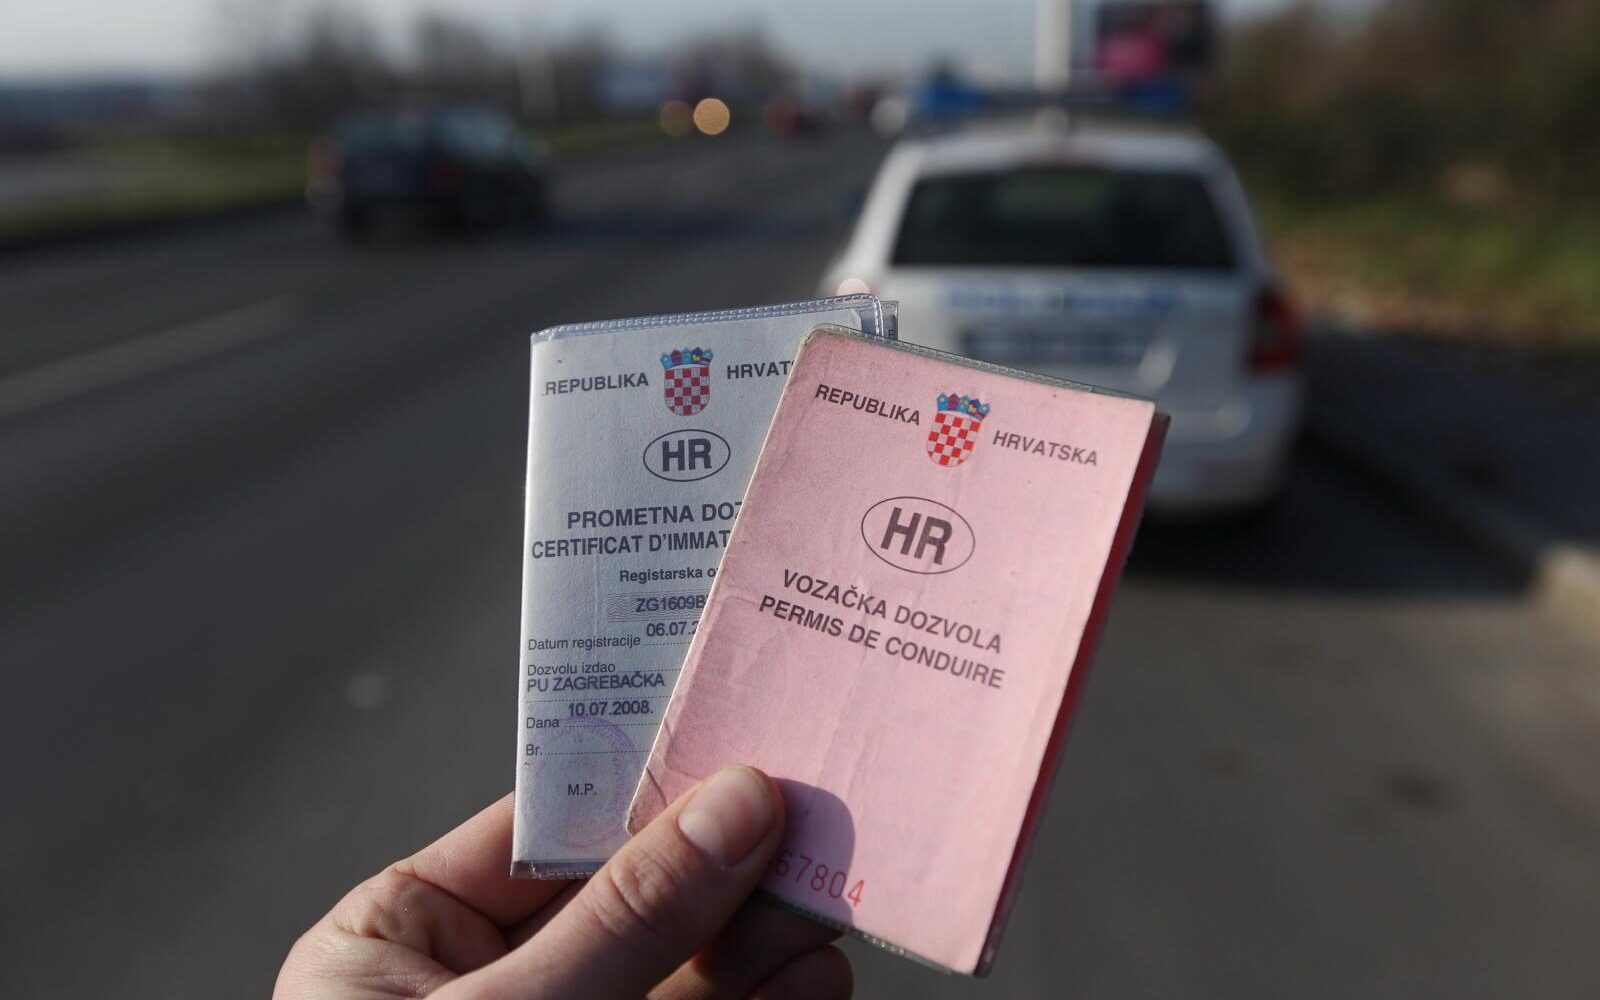 REPUBLIKA HRVAT
HR
PROMETNA DOZ
CERTIFICAT D'IMMAT
Registarska o
ZG1609B
Datum registracije 06.07.2
Dozvolu izdao
PU ZAGREBAČKA
Dana 10.07.2008.
Br.
M.P.
REPUBLIKA HRVATSKA
HR
VOZAČKA DOZVOLA
PERMIS DE CONDUIRE
67804